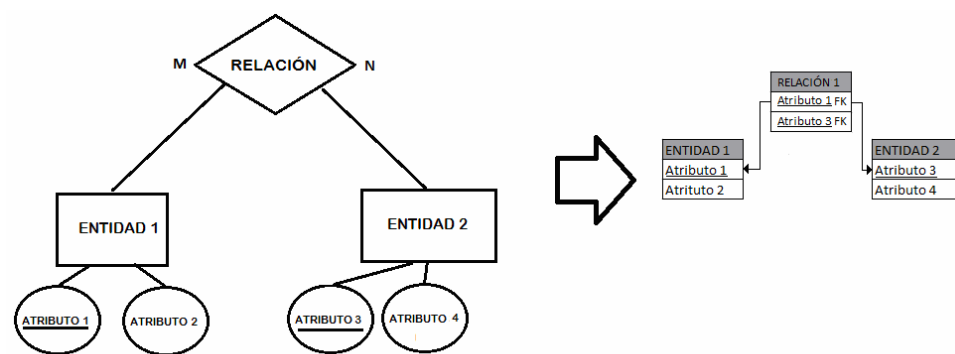 M
RELACIÓN
N
ENTIDAD 1
ENTIDAD 2
ATRIBUTO 1
ATRIBUTO 2
ATRIBUTO 3
ATRIBUTO 4
RELACIÓN 1
Atributo 1 FK
Atributo 3 FK
ENTIDAD 1
Atributo 1
Atrituto 2
ENTIDAD 2
Atributo 3
Atributo 4